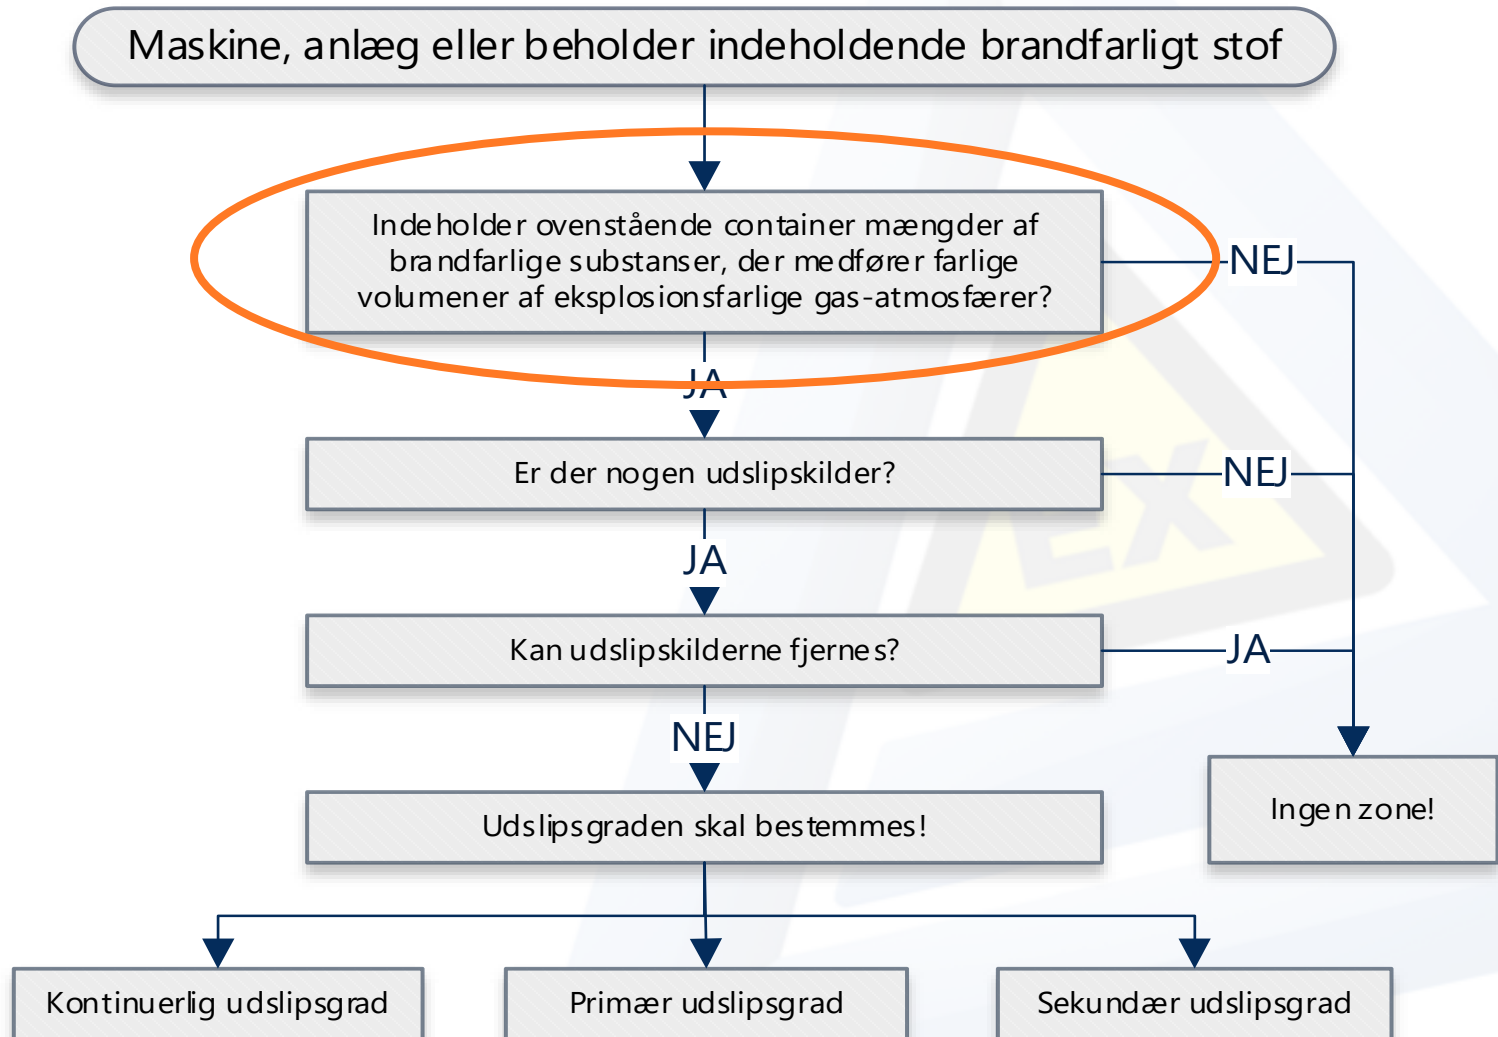 Maskine, anlæg eller beholder indeholdende brandfarligt stof
Indeholder ovenstående container mængder af
brandfarlige substanser, der medfører farlige
volumener af eksplosionsfarlige gas-atmosfærer?
NEJ
JA
Er der nogen udslipskilder?
NEJ
JA
Kan udslipskilderne fjernes?
JA
NEJ
Udslipsgraden skal bestemmes!
Ingen zone!
Kontinuerlig udslipsgrad
Primær udslipsgrad
Sekundær udslipsgrad
EX